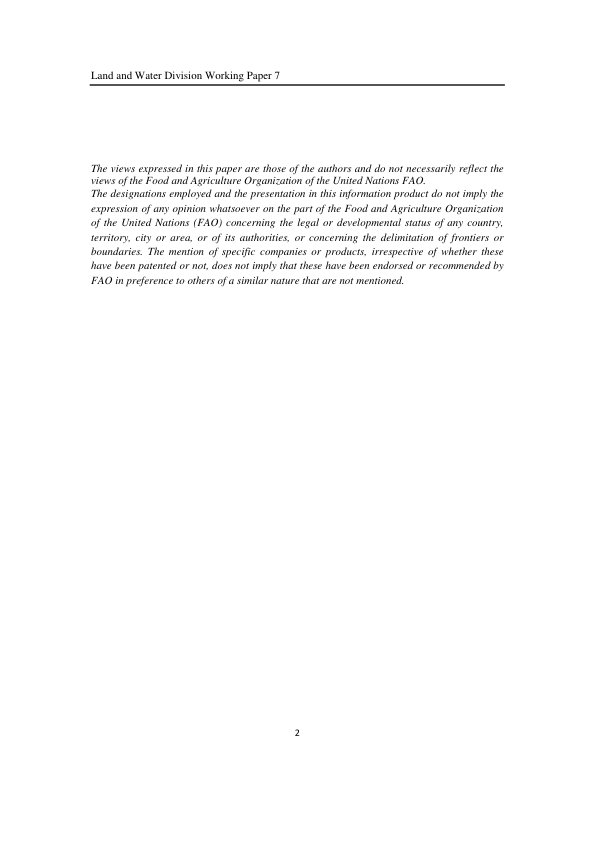 Land and Water Division Working Paper 7
The views expressed in this paper are those of the authors and do not necessarily reflect the
views of the Food and Agriculture Organization of the United Nations FAO.
The designations employed and the presentation in this information product do not imply the
expression of any opinion whatsoever on the part of the Food and Agriculture Organization
of the United Nations (FAO) concerning the legal or developmental status of any country,
territory, city or area, or of its authorities, or concerning the delimitation of frontiers or
boundaries. The mention of specific companies or products, irrespective of whether these
have been patented or not, does not imply that these have been endorsed or recommended by
FAO in preference to others of a similar nature that are not mentioned.
2